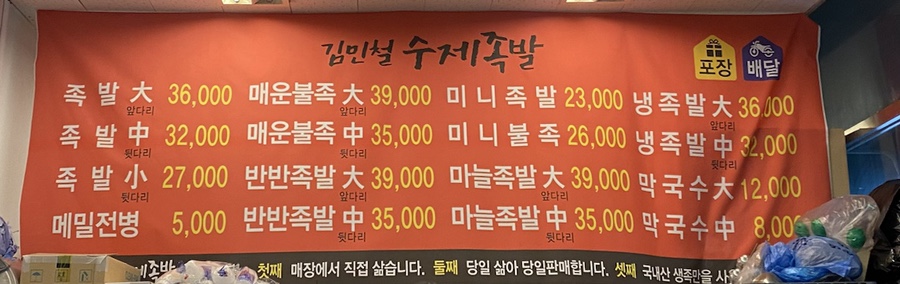 김민철 수제족발
포장 배달
족발 大 36,000 매운불족 大 39,000 미니족발 23,000 냉족발 大 36,000
앞다리 앞다리 앞다리
족발 中 32,000 매운불족 中 35,000 미니불족 26,000 냉족발 中 32,000
뒷다리 뒷다리 뒷다리
족발 小 27,000 반반족발 大 39,000 마늘족발 大 39,000 막국수 大 12,000
뒷다리 앞다리 앞다리
메밀전병 5,000 반반족발 中 35,000 마늘족발 中 35,000 막국수 中 8,000
뒷다리 뒷다리
족발 첫째 매장에서 직접 삶습니다. 둘째 당일 삶아 당일판매합니다. 셋째 국내산 생족만을